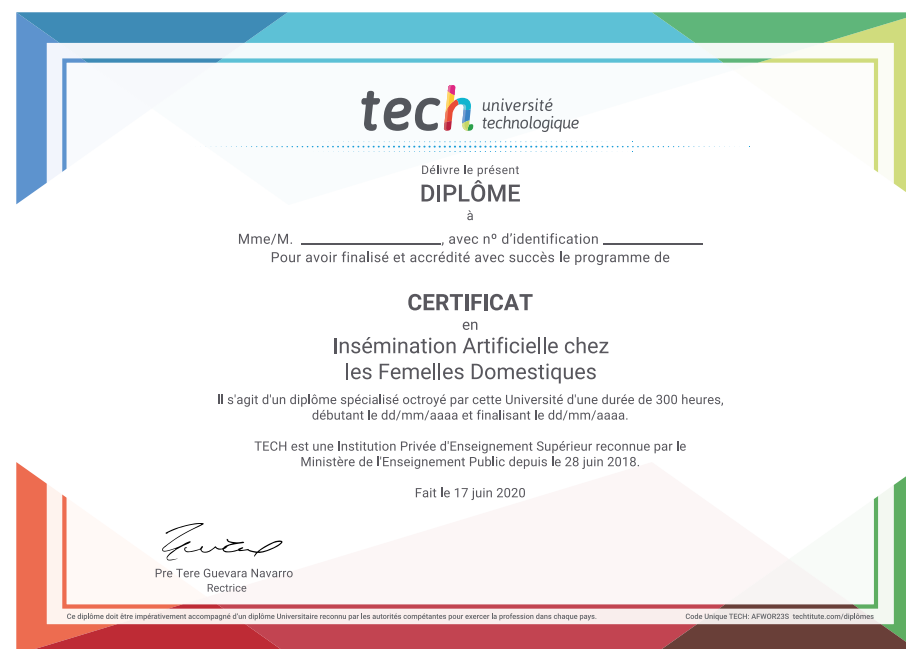 tech université
technologique
Délivre le présent
DIPLÔME
à
Mme/M. ____________________, avec nº d'identification ______________
Pour avoir finalisé et accrédité avec succès le programme de
CERTIFICAT
en
Insémination Artificielle chez
les Femelles Domestiques
Il s'agit d'un diplôme spécialisé octroyé par cette Université d'une durée de 300 heures,
débutant le dd/mm/aaaa et finalisant le dd/mm/aaaa.
TECH est une Institution Privée d'Enseignement Supérieur reconnue par le
Ministère de l'Enseignement Public depuis le 28 juin 2018.
Fait le 17 juin 2020
Pre Tere Guevara Navarro
Rectrice
Ce diplôme doit être impérativement accompagné d'un diplôme Universitaire reconnu par les autorités compétantes pour exercer la profession dans chaque pays.
Code Unique TECH: AFWOR23S techtitute.com/diplômes